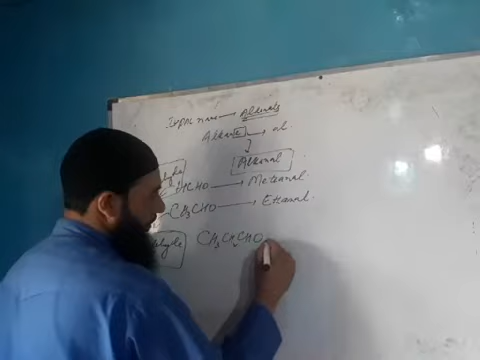 IUPAC name → Alkanals
Alkane → al
Alkanal
HCHO → Methanal.
CH3CHO → Ethanal.
CH3CH2CHO